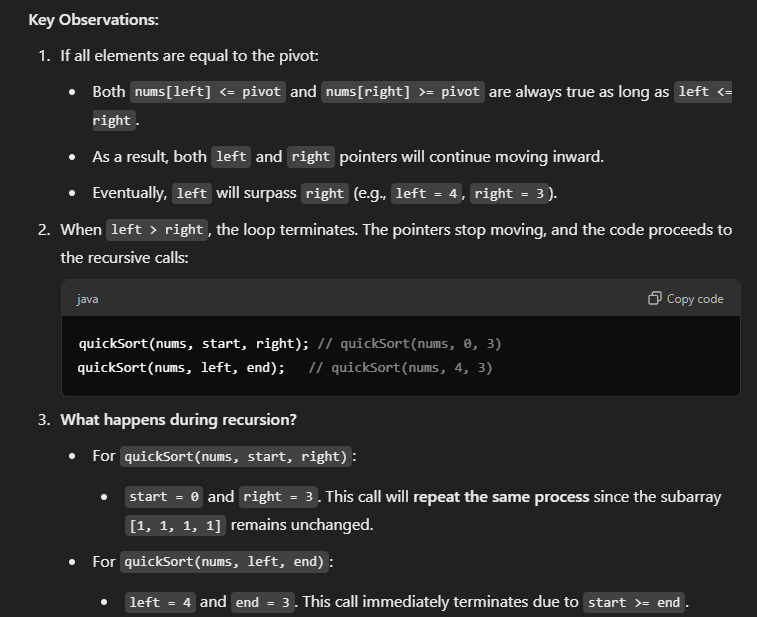 Key Observations:
1. If all elements are equal to the pivot:
• Both nums[left] <= pivot and nums[right] >= pivot are always true as long as left <=
right.
• As a result, both left and right pointers will continue moving inward.
• Eventually, left will surpass right (e.g., left = 4, right = 3).
2. When left > right, the loop terminates. The pointers stop moving, and the code proceeds to
the recursive calls:
java Copy code
quickSort(nums, start, right); // quickSort(nums, 0, 3)
quickSort(nums, left, end);   // quickSort(nums, 4, 3)
3. What happens during recursion?
• For quickSort(nums, start, right):
• start = 0 and right = 3. This call will repeat the same process since the subarray
[1, 1, 1, 1] remains unchanged.
• For quickSort(nums, left, end):
• left = 4 and end = 3. This call immediately terminates due to start >= end.